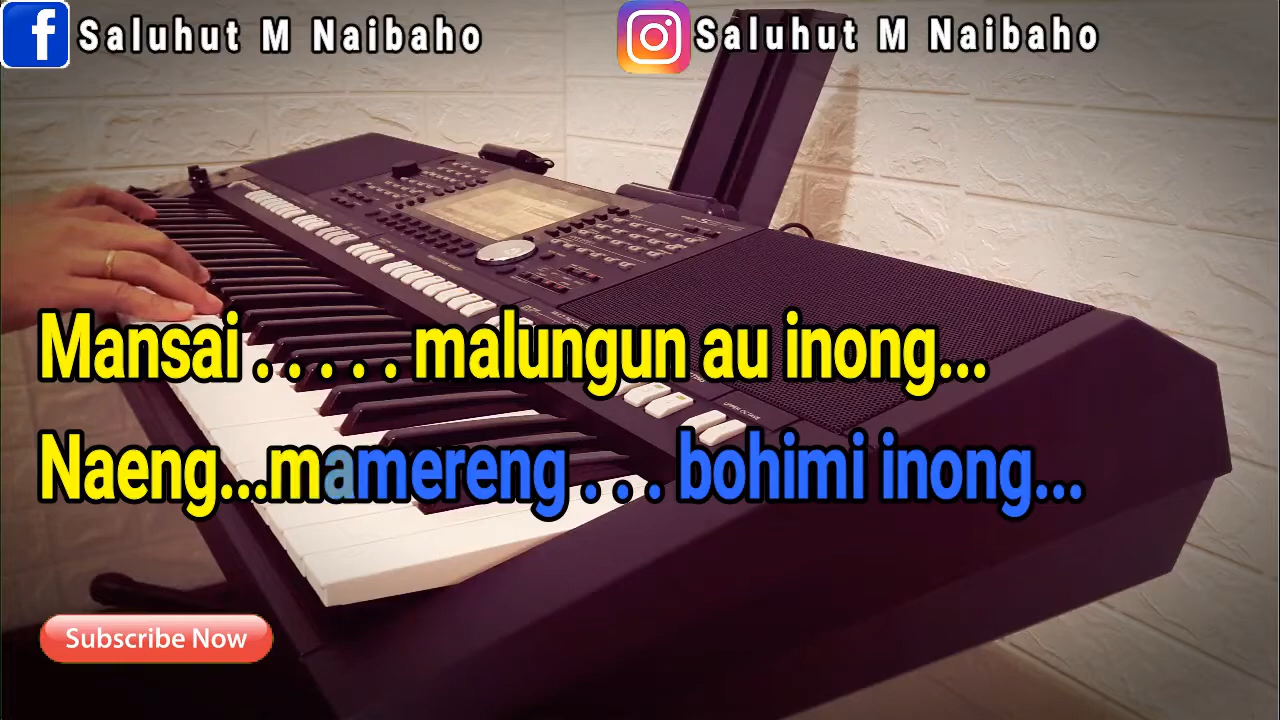 Saluhut M Naibaho
Saluhut M Naibaho
Mansai . . . . . malungun au inong...
Naeng...mamereng . . . bohimi inong...
Subscribe Now